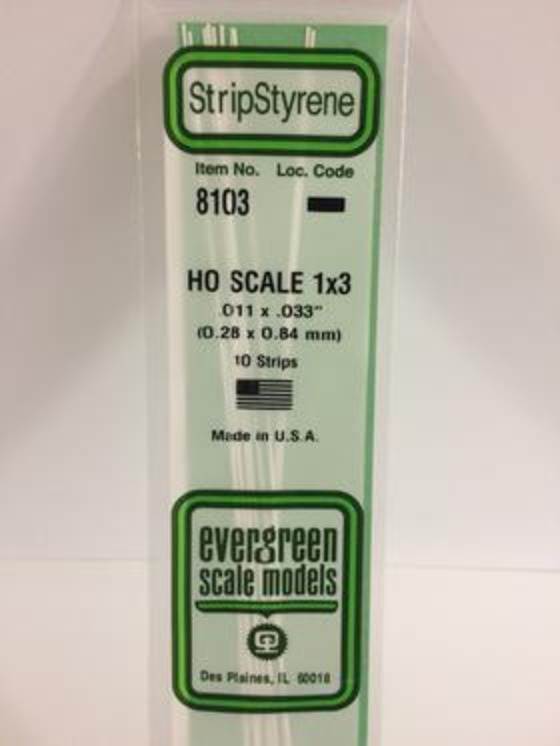 StripStyrene
Item No. Loc. Code
8103
HO SCALE 1x3
.011 x .033"
(0.28 x 0.84 mm)
10 Strips
Made in U.S.A.
evergreen
scale models
Des Plaines, IL 60018